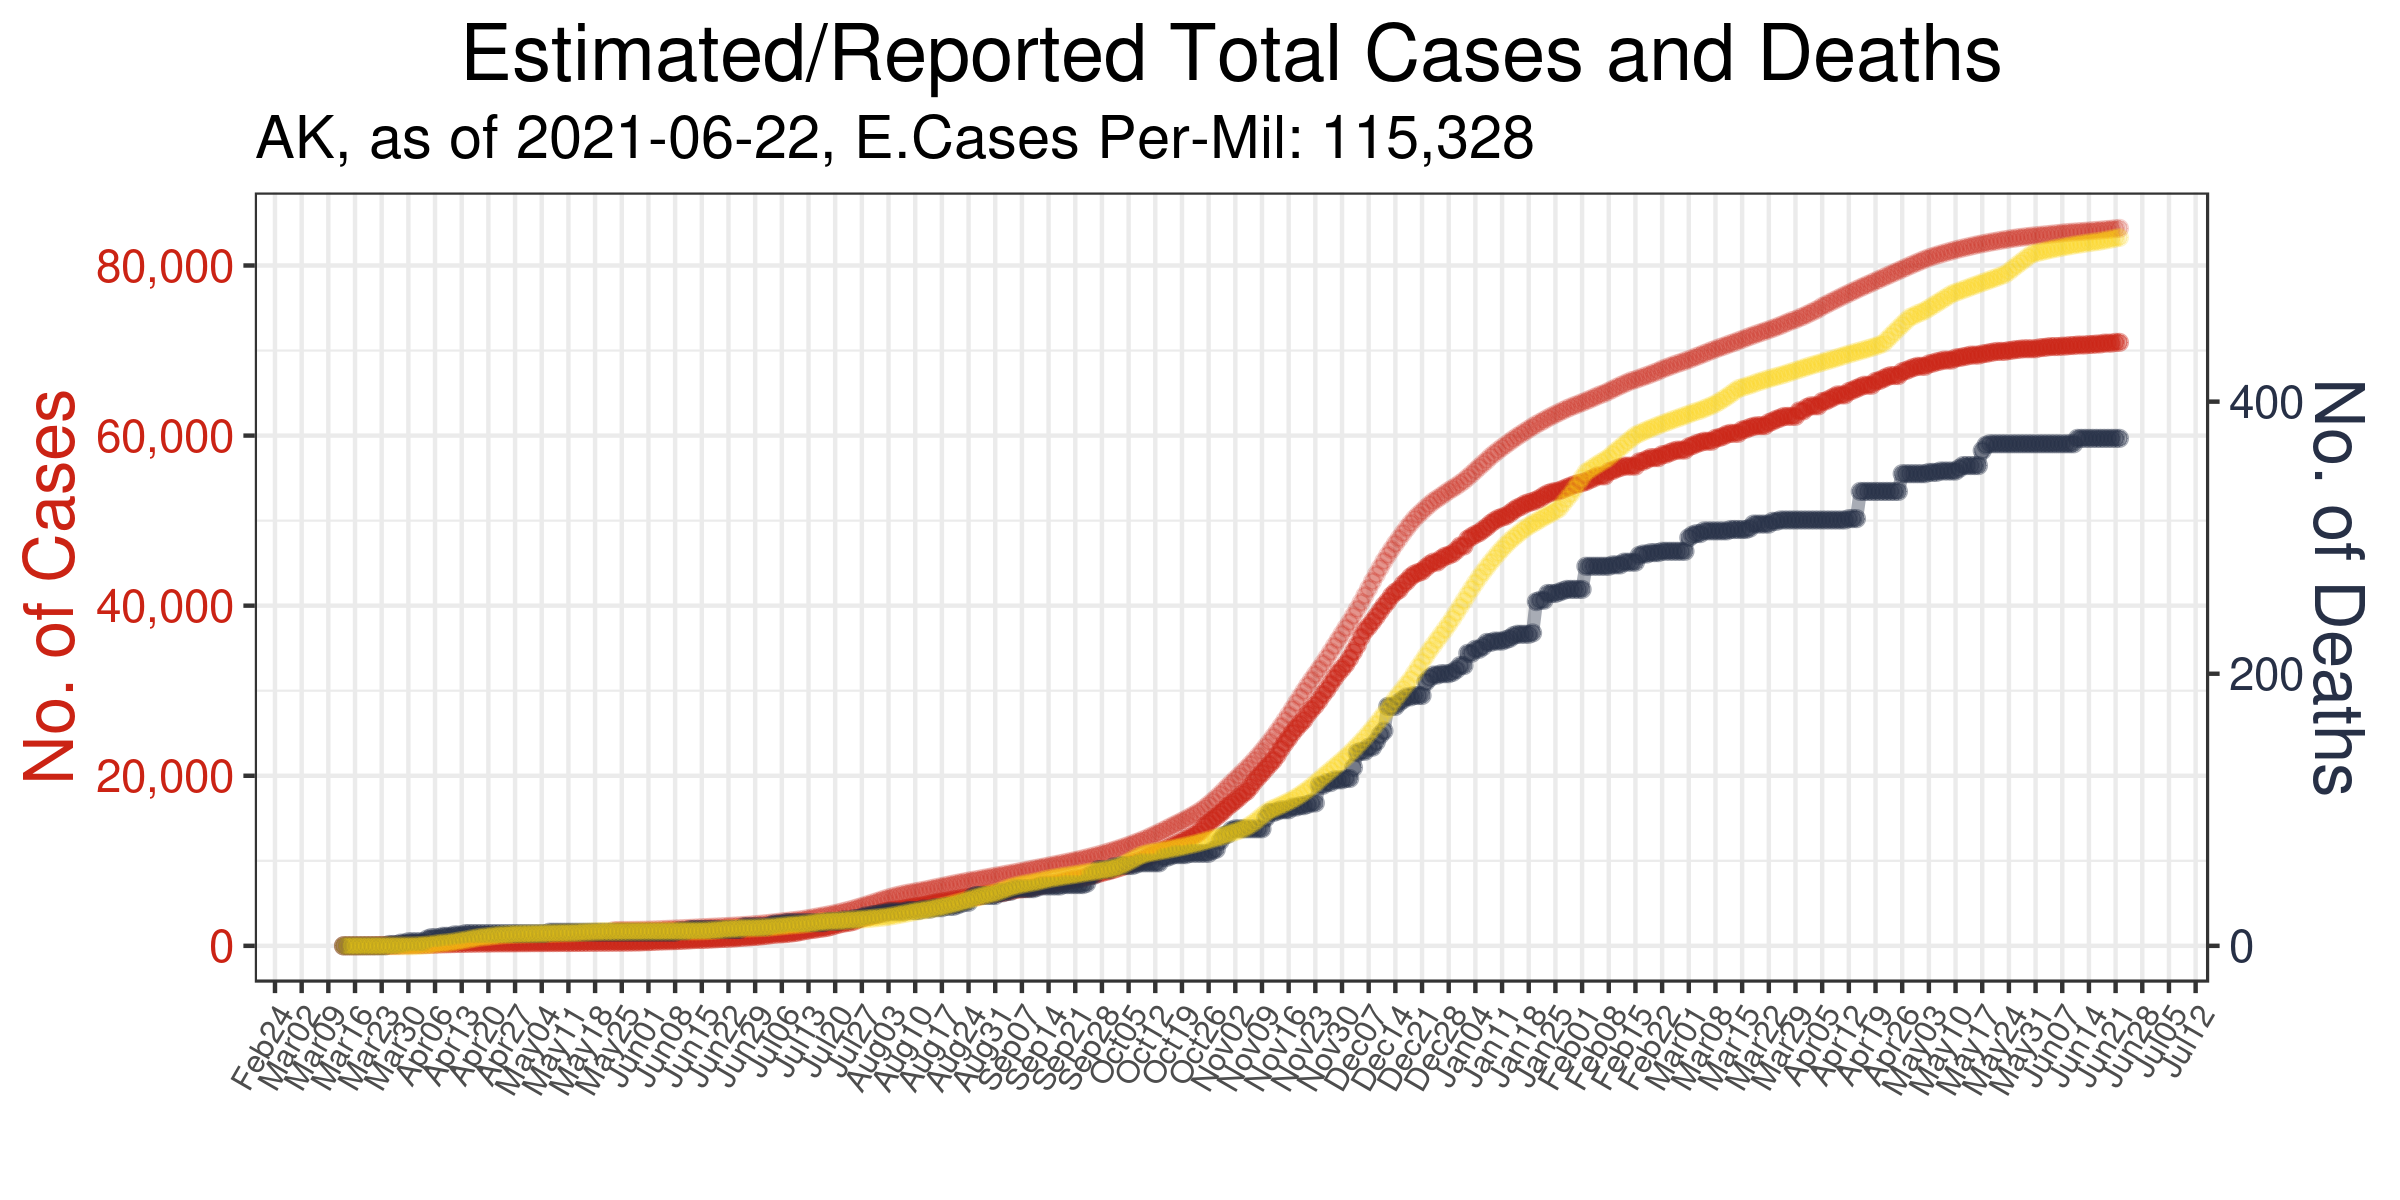 Estimated/Reported Total Cases and Deaths
AK, as of 2021-06-22, E.Cases Per-Mil: 115,328
No. of Cases
80,000
60,000
40,000
20,000
0
400
200
0
No. of Deaths
Feb24
Mar02
Mar09
Mar16
Mar23
Mar30
Apr06
Apr13
Apr20
Apr27
May04
May11
May18
May25
Jun01
Jun08
Jun15
Jun22
Jun29
Jul06
Jul13
Jul20
Jul27
Aug03
Aug10
Aug17
Aug24
Aug31
Sep07
Sep14
Sep21
Sep28
Oct05
Oct12
Oct19
Oct26
Nov02
Nov09
Nov16
Nov23
Nov30
Dec07
Dec14
Dec21
Dec28
Jan04
Jan11
Jan18
Jan25
Feb01
Feb08
Feb15
Feb22
Mar01
Mar08
Mar15
Mar22
Mar29
Apr05
Apr12
Apr19
Apr26
May03
May10
May17
May24
May31
Jun07
Jun14
Jun21
Jun28
Jul05
Jul12